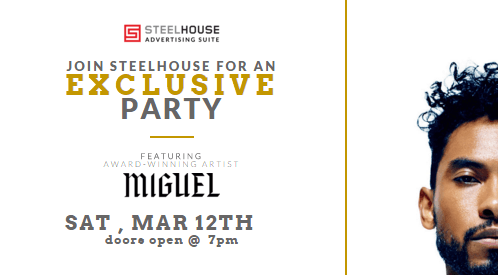 STEELHOUSE
ADVERTISING SUITE
JOIN STEELHOUSE FOR AN
EXCLUSIVE
PARTY
FEATURING
AWARD-WINNING ARTIST
MIGUEL
SAT , MAR 12TH
doors open @ 7pm